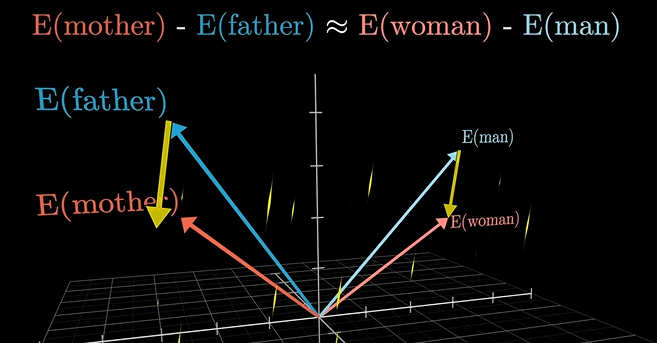 E(mother) - E(father) ≈ E(woman) - E(man)
E(father)
E(man)
E(mother)
E(woman)